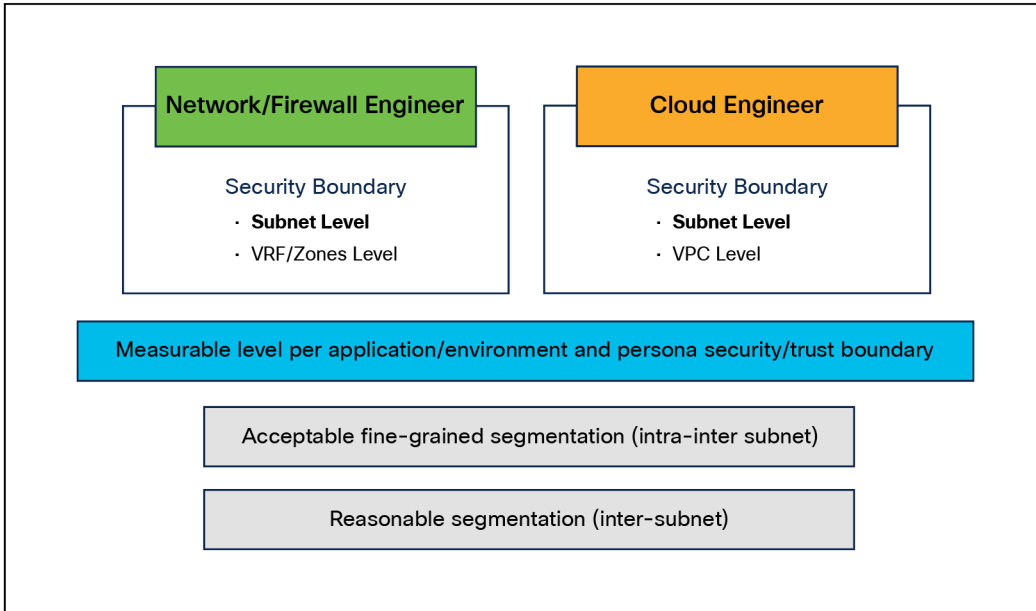 Network/Firewall Engineer
Security Boundary
· Subnet Level
· VRF/Zones Level
Cloud Engineer
Security Boundary
· Subnet Level
· VPC Level
Measurable level per application/environment and persona security/trust boundary
Acceptable fine-grained segmentation (intra-inter subnet)
Reasonable segmentation (inter-subnet)